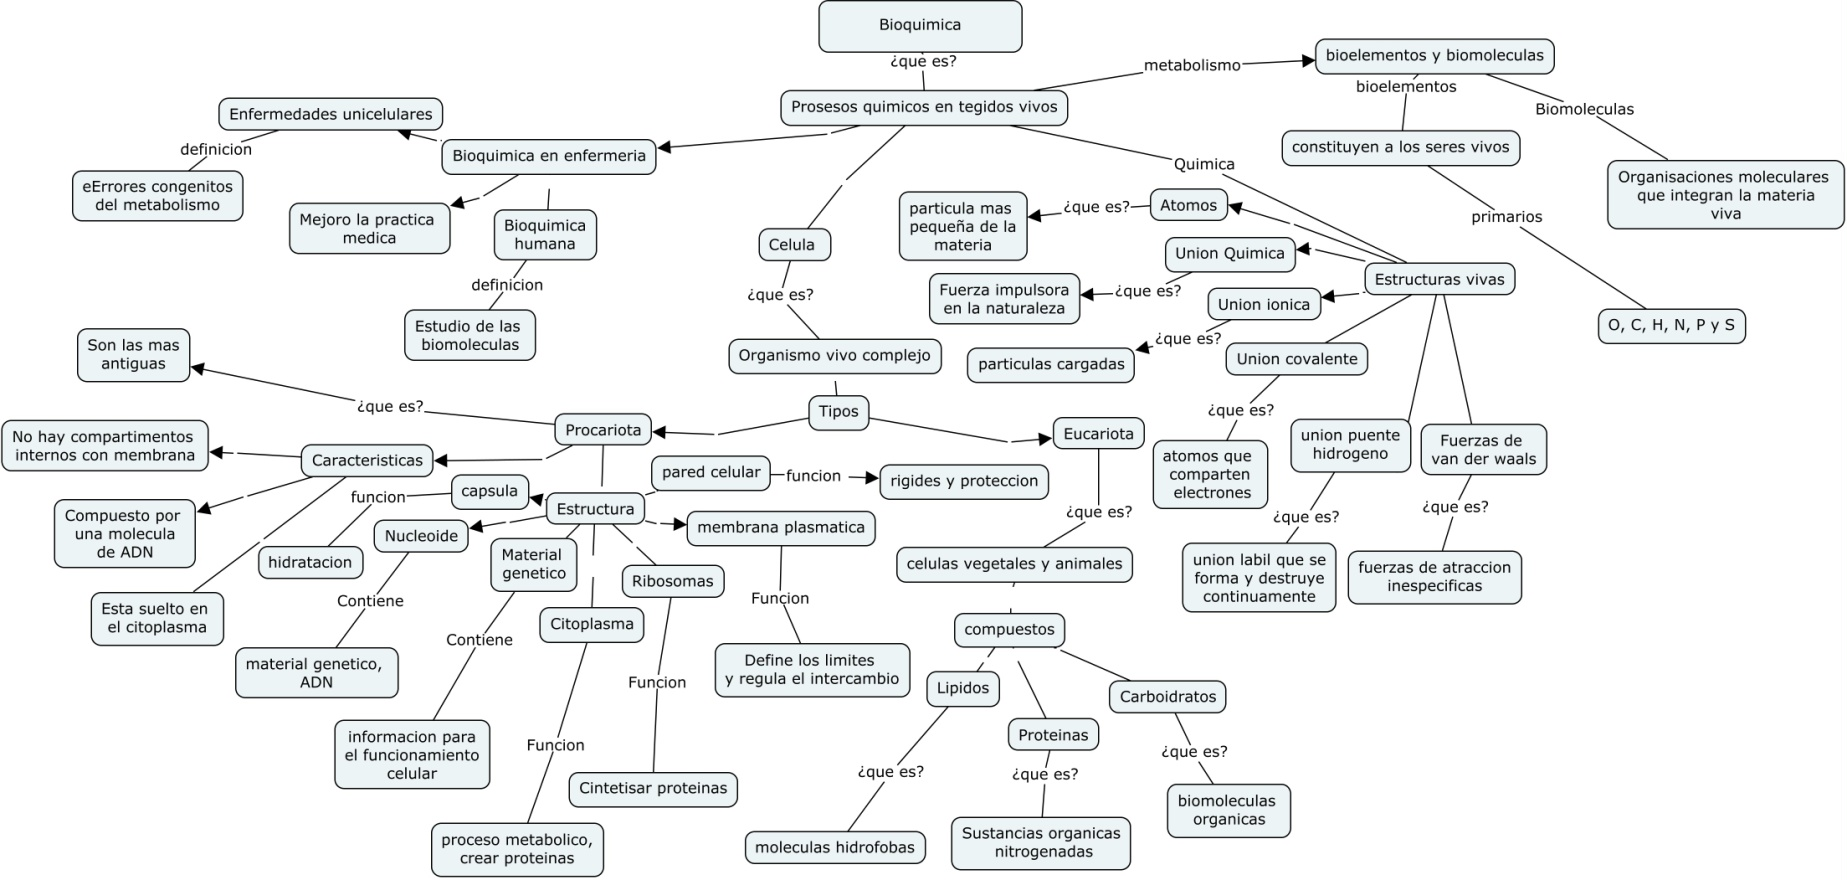 Bioquimica
¿que es?
Prosesos quimicos en tegidos vivos
metabolismo
bioelementos y biomoleculas
bioelementos
Biomoleculas
constituyen a los seres vivos
Organisaciones moleculares
que integran la materia
viva
primarios
O, C, H, N, P y S
Enfermedades unicelulares
definicion
eErrores congenitos
del metabolismo
Bioquimica en enfermeria
Mejoro la practica
medica
Bioquimica
humana
definicion
Estudio de las
biomoleculas
Quimica
Estructuras vivas
Atomos
¿que es?
particula mas
pequeña de la
materia
Union Quimica
¿que es?
Fuerza impulsora
en la naturaleza
Union ionica
¿que es?
particulas cargadas
Union covalente
¿que es?
atomos que
comparten
electrones
union puente
hidrogeno
¿que es?
union labil que se
forma y destruye
continuamente
Fuerzas de
van der waals
¿que es?
fuerzas de atraccion
inespecificas
Celula
¿que es?
Organismo vivo complejo
Tipos
Procariota
¿que es?
Son las mas
antiguas
Caracteristicas
No hay compartimentos
internos con membrana
Compuesto por
una molecula
de ADN
Esta suelto en
el citoplasma
Estructura
capsula
funcion
hidratacion
pared celular
funcion
rigides y proteccion
Nucleoide
Contiene
material genetico,
ADN
Material
genetico
Contiene
informacion para
el funcionamiento
celular
Citoplasma
Funcion
proceso metabolico,
crear proteinas
Ribosomas
Funcion
Cintetisar proteinas
membrana plasmatica
Funcion
Define los limites
y regula el intercambio
Eucariota
¿que es?
celulas vegetales y animales
compuestos
Lipidos
¿que es?
moleculas hidrofobas
Proteinas
¿que es?
Sustancias organicas
nitrogenadas
Carboidratos
¿que es?
biomoleculas
organicas